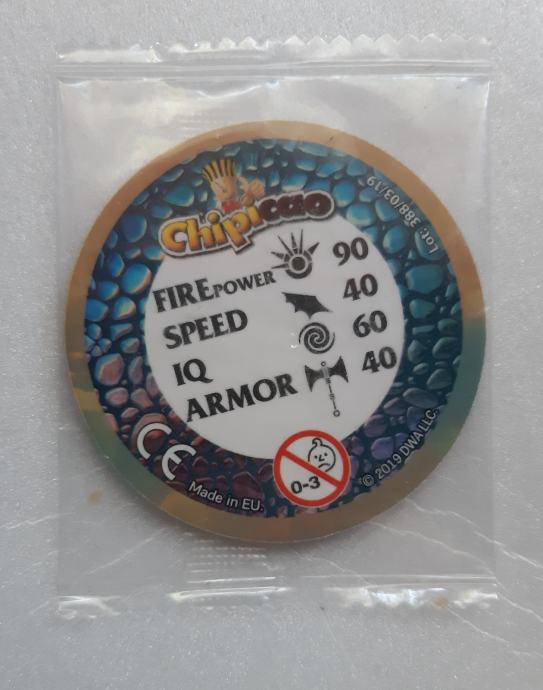 Chipicao
Lot: 388/03/19
FIREPOWER 90
SPEED 40
IQ 60
ARMOR 40
CE
Made in EU.
0-3
© 2019 DWA LLC.